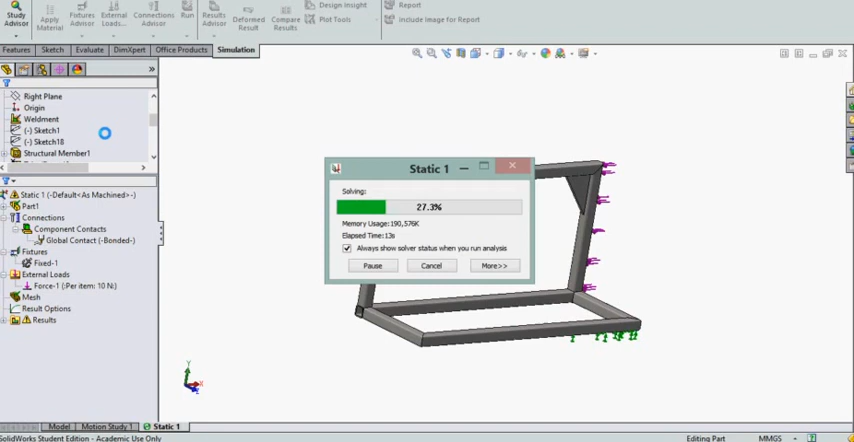 Study Advisor
Apply Material
Fixtures Advisor
External Loads...
Connections Advisor
Run
Results Advisor
Deformed Result
Compare Results
Design Insight
Plot Tools
Report
include Image for Report
Features
Sketch
Evaluate
DimXpert
Office Products
Simulation
Right Plane
Origin
Weldment
(-) Sketch1
(-) Sketch18
Structural Member1
Static 1 (-Default<As Machined>-)
Part1
Connections
Component Contacts
Global Contact (-Bonded-)
Fixtures
Fixed-1
External Loads
Force-1 (:Per item: 10 N:)
Mesh
Result Options
Results
Static 1
Solving:
27.3%
Memory Usage:190,576K
Elapsed Time:13s
Always show solver status when you run analysis
Pause
Cancel
More>>
Y
X
Model
Motion Study 1
Static 1
SolidWorks Student Edition - Academic Use Only
Editing Part
MMGS